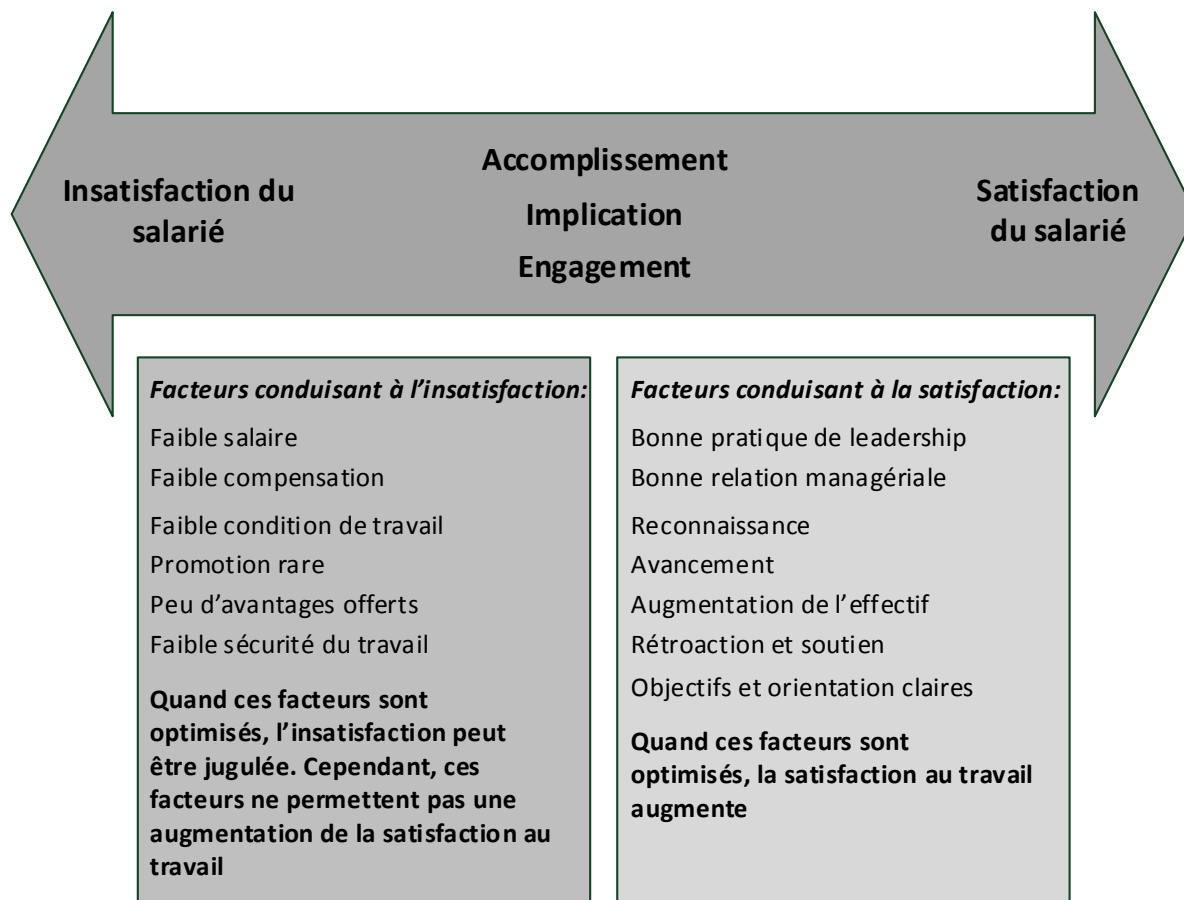 Accomplissement
Implication
Engagement
Insatisfaction du
salarié
Satisfaction
du salarié
Facteurs conduisant à l’insatisfaction:
Faible salaire
Faible compensation
Faible condition de travail
Promotion rare
Peu d’avantages offerts
Faible sécurité du travail
Quand ces facteurs sont
optimisés, l’insatisfaction peut
être jugulée. Cependant, ces
facteurs ne permettent pas une
augmentation de la satisfaction au
travail
Facteurs conduisant à la satisfaction:
Bonne pratique de leadership
Bonne relation managériale
Reconnaissance
Avancement
Augmentation de l’effectif
Rétroaction et soutien
Objectifs et orientation claires
Quand ces facteurs sont
optimisés, la satisfaction au travail
augmente